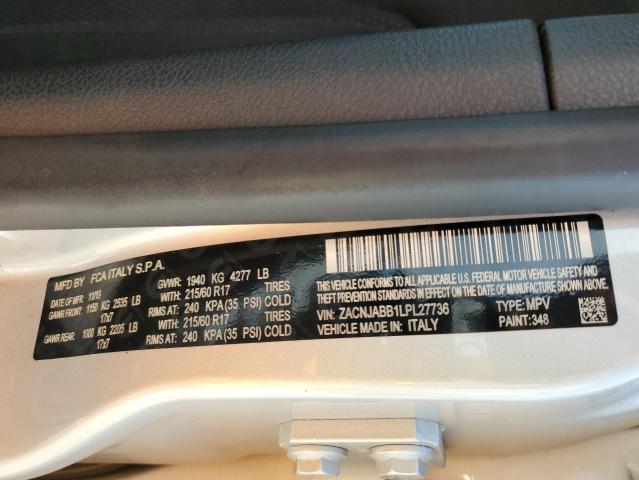 MFD BY
FCA ITALY S.P.A.
DATE MFR: 11/19 GVWR: 1940 KG 4277 LB
GAWR FRONT: 1150 KG 2535 LB WITH: 215/60 R17 TIRES
17x7 RIMS AT: 240 KPA (35 PSI) COLD
GAWR REAR: 1000 KG 2205 LB WITH: 215/60 R17 TIRES
17x7 RIMS AT: 240 KPA (35 PSI) COLD
THIS VEHICLE CONFORMS TO ALL APPLICABLE U.S. FEDERAL MOTOR VEHICLE
SAFETY, BUMPER, AND THEFT PREVENTION STANDARDS IN EFFECT ON THE
DATE OF MANUFACTURE SHOWN ABOVE.
VIN: ZACNJABB1LPL27736 TYPE: MPV
VEHICLE MADE IN: ITALY PAINT: 348